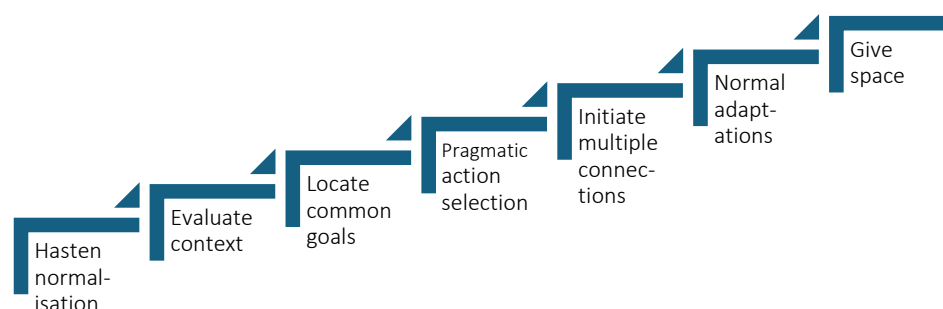 Hasten
normal-
isation
Evaluate
context
Locate
common
goals
Pragmatic
action
selection
Initiate
multiple
connec-
tions
Normal
adapt-
ations
Give
space